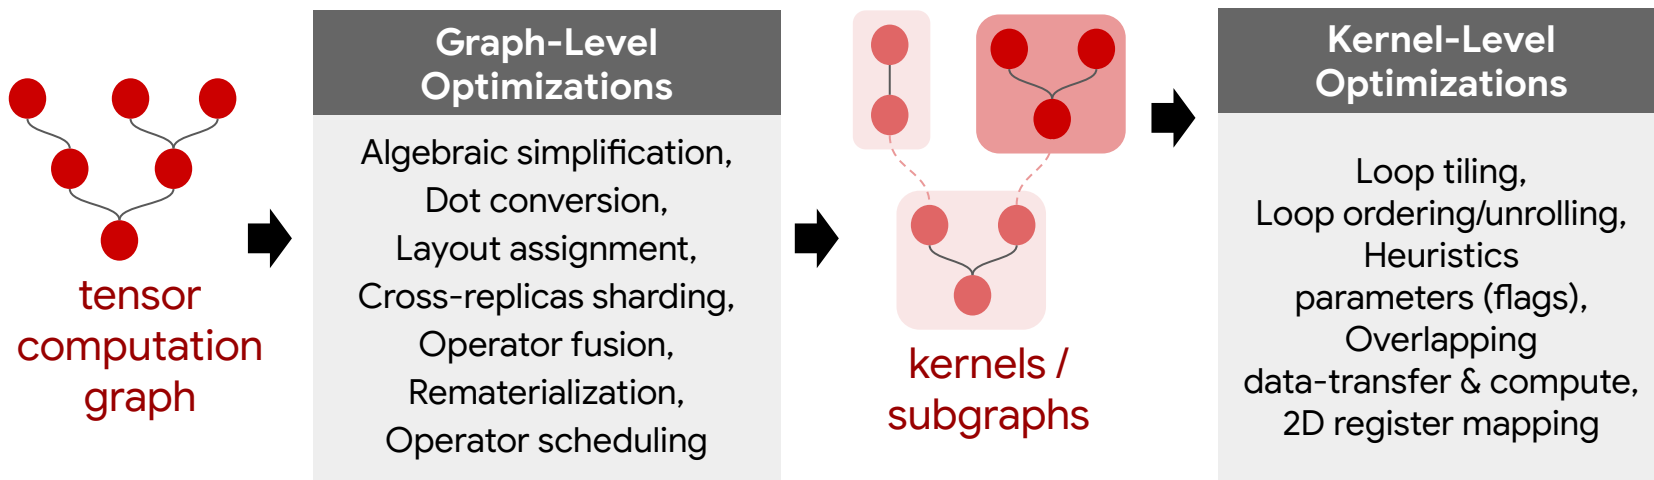 tensor
computation
graph
Graph-Level
Optimizations
Algebraic simplification,
Dot conversion,
Layout assignment,
Cross-replicas sharding,
Operator fusion,
Rematerialization,
Operator scheduling
kernels /
subgraphs
Kernel-Level
Optimizations
Loop tiling,
Loop ordering/unrolling,
Heuristics
parameters (flags),
Overlapping
data-transfer & compute,
2D register mapping